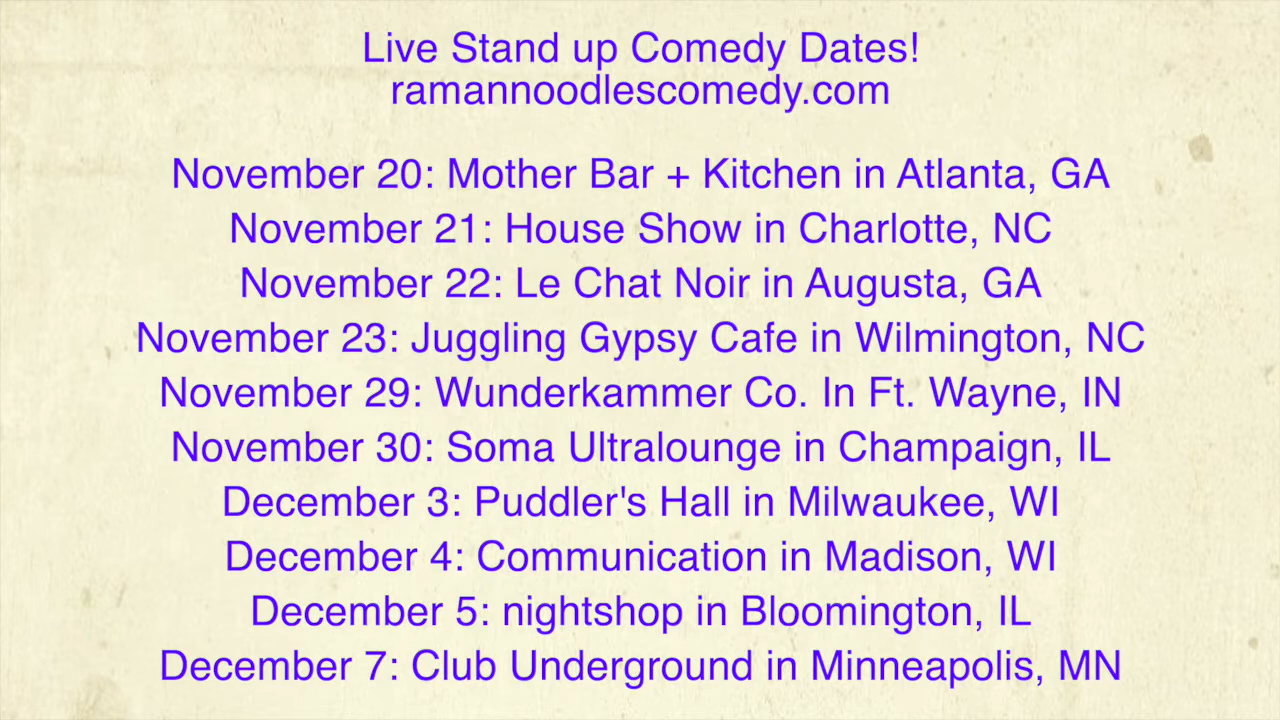 Live Stand up Comedy Dates!
ramannoodlescomedy.com
November 20: Mother Bar + Kitchen in Atlanta, GA
November 21: House Show in Charlotte, NC
November 22: Le Chat Noir in Augusta, GA
November 23: Juggling Gypsy Cafe in Wilmington, NC
November 29: Wunderkammer Co. In Ft. Wayne, IN
November 30: Soma Ultralounge in Champaign, IL
December 3: Puddler's Hall in Milwaukee, WI
December 4: Communication in Madison, WI
December 5: nightshop in Bloomington, IL
December 7: Club Underground in Minneapolis, MN